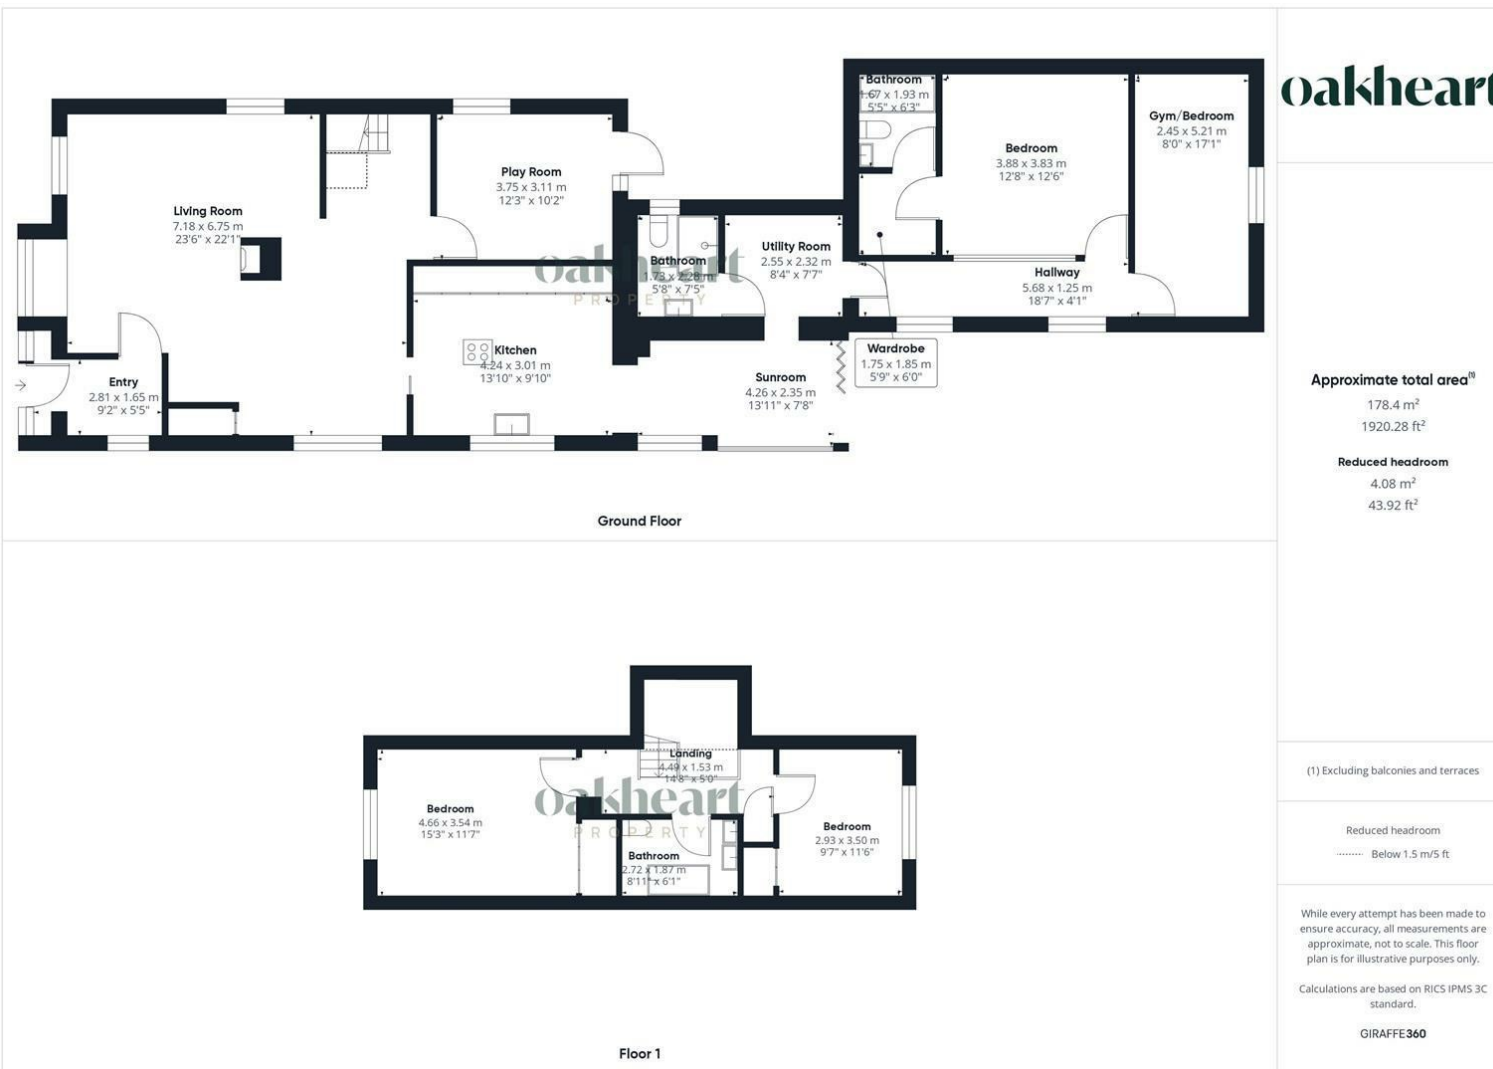 Bathroom
1.67 x 1.93 m
5'5" x 6'3"
Bedroom
3.88 x 3.83 m
12'8" x 12'6"
Gym/Bedroom
2.45 x 5.21 m
8'0" x 17'1"
Play Room
3.75 x 3.11 m
12'3" x 10'2"
Living Room
7.18 x 6.75 m
23'6" x 22'1"
oakheart
PROPERTY
Bathroom
1.73 x 2.28 m
5'8" x 7'5"
Utility Room
2.55 x 2.32 m
8'4" x 7'7"
Hallway
5.68 x 1.25 m
18'7" x 4'1"
Kitchen
4.24 x 3.01 m
13'10" x 9'10"
Wardrobe
1.75 x 1.85 m
5'9" x 6'0"
Entry
2.81 x 1.65 m
9'2" x 5'5"
Sunroom
4.26 x 2.35 m
13'11" x 7'8"
Ground Floor
Landing
4.49 x 1.53 m
14'8" x 5'0"
oakheart
PROPERTY
Bedroom
4.66 x 3.54 m
15'3" x 11'7"
Bathroom
2.72 x 1.87 m
8'11" x 6'1"
Bedroom
2.93 x 3.50 m
9'7" x 11'6"
Floor 1
oakheart
Approximate total area(1)
178.4 m²
1920.28 ft²
Reduced headroom
4.08 m²
43.92 ft²
(1) Excluding balconies and terraces
Reduced headroom
Below 1.5 m/5 ft
While every attempt has been made to
ensure accuracy, all measurements are
approximate, not to scale. This floor
plan is for illustrative purposes only.
Calculations are based on RICS IPMS 3C
standard.
GIRAFFE360